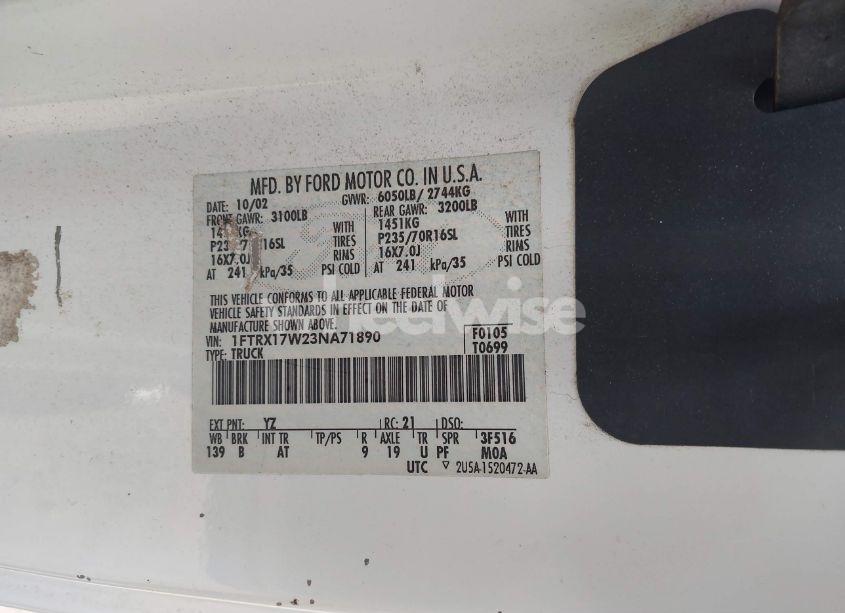 MFD. BY FORD MOTOR CO. IN U.S.A.
DATE: 10/02 GVWR: 6050LB/ 2744KG
FRONT GAWR: 3100LB REAR GAWR: 3200LB
1451KG WITH 1451KG WITH
P235/70R16SL TIRES P235/70R16SL TIRES
16X7.0J RIMS 16X7.0J RIMS
AT 241 kPa/35 PSI COLD AT 241 kPa/35 PSI COLD
THIS VEHICLE CONFORMS TO ALL APPLICABLE FEDERAL MOTOR
VEHICLE SAFETY STANDARDS IN EFFECT ON THE DATE OF
MANUFACTURE SHOWN ABOVE.
VIN: 1FTRX17W23NA71890 F0105
TYPE: TRUCK T0699
EXT PNT: YZ RC: 21 DSO:
WB BRK INT TR TP/PS R AXLE TR SPR 3F516
139 B AT 9 19 U PF MOA
UTC 2U5A-1520472-AA